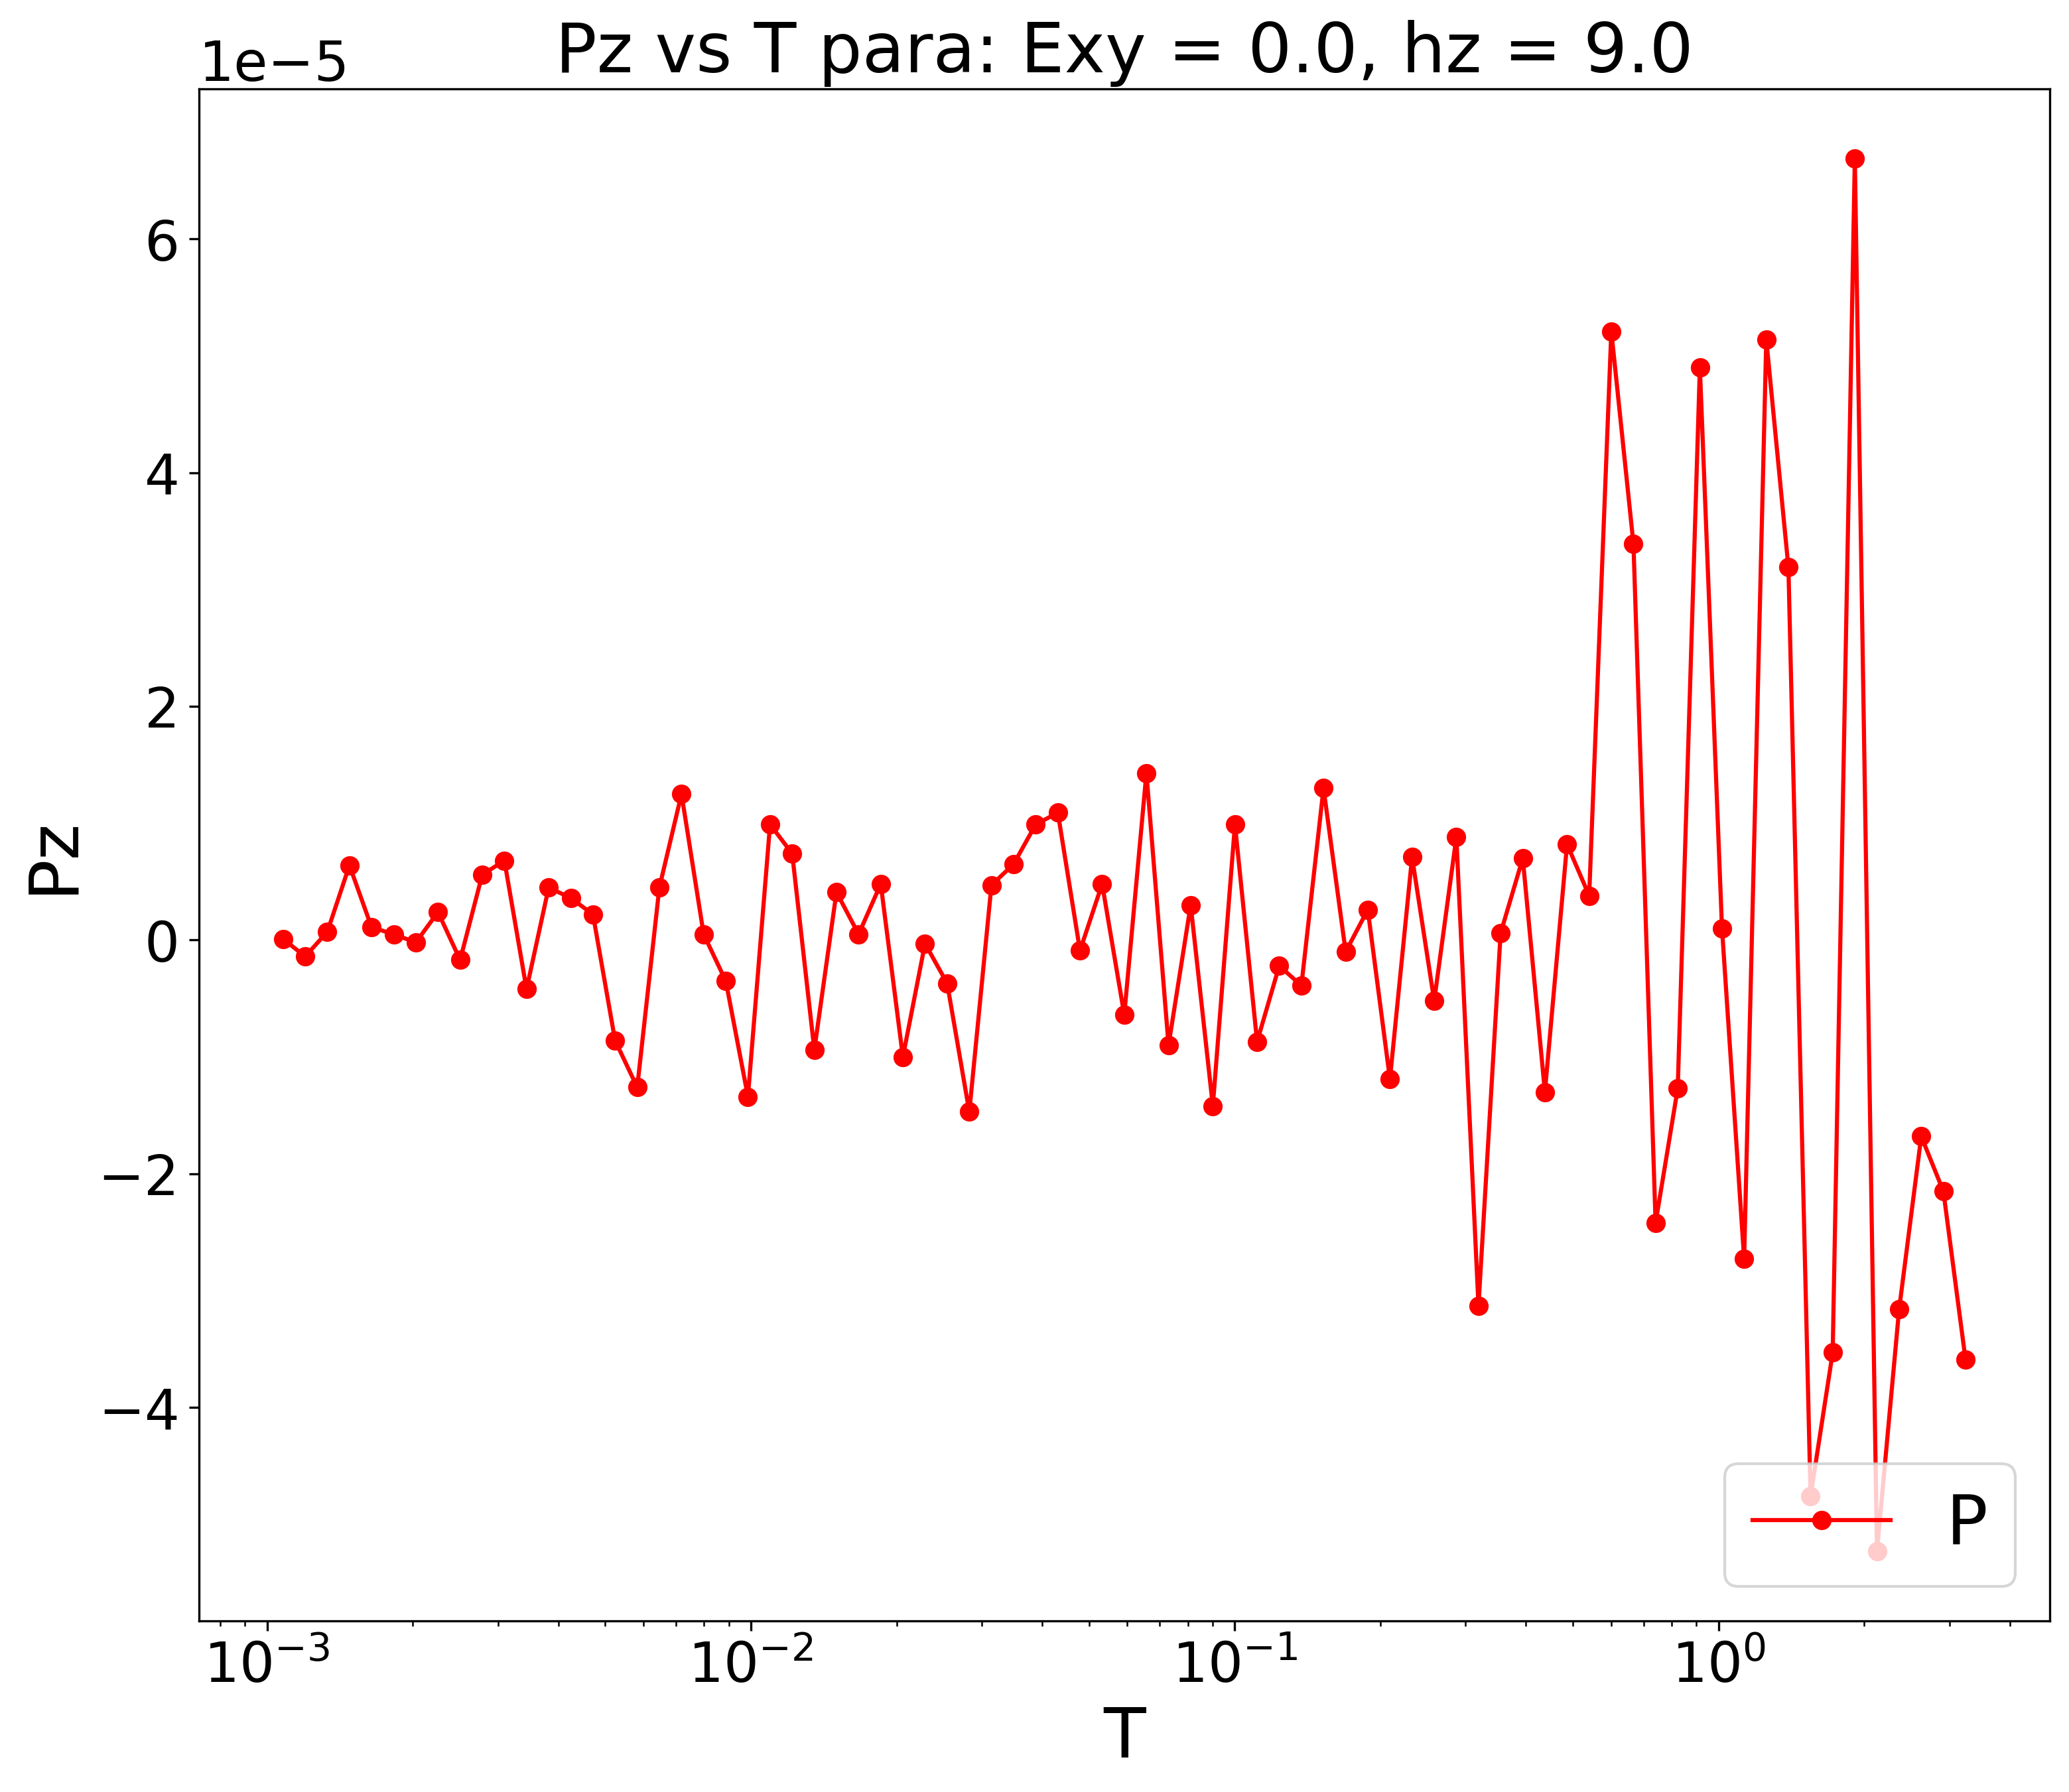 Pz vs T para: Exy = 0.0, hz = 9.0
1e−5
6
4
2
0
−2
−4
Pz
P
10⁻³ 10⁻² 10⁻¹ 10⁰
T